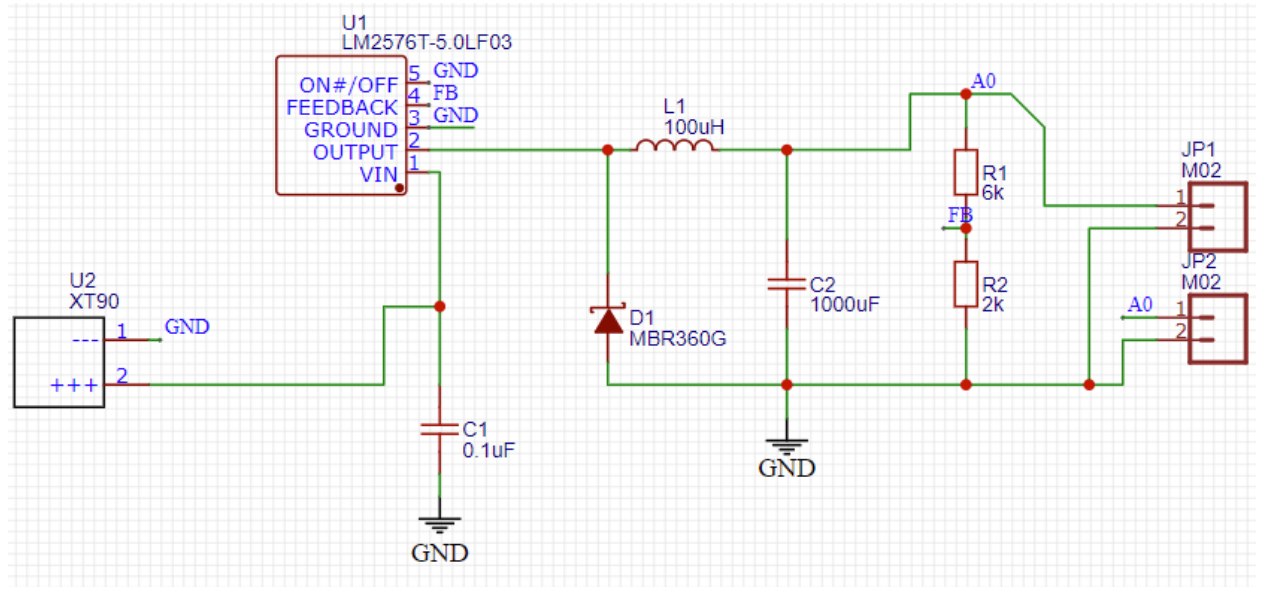 U1
LM2576T-5.0LF03
ON#/OFF 5 GND
FEEDBACK 4 FB
GROUND 3 GND
OUTPUT 2
VIN 1
L1
100uH
A0
R1
6k
FB
R2
2k
JP1
M02
1
2
JP2
M02
A0 1
2
U2
XT90
--- 1 GND
+++ 2
D1
MBR360G
C2
1000uF
GND
C1
0.1uF
GND